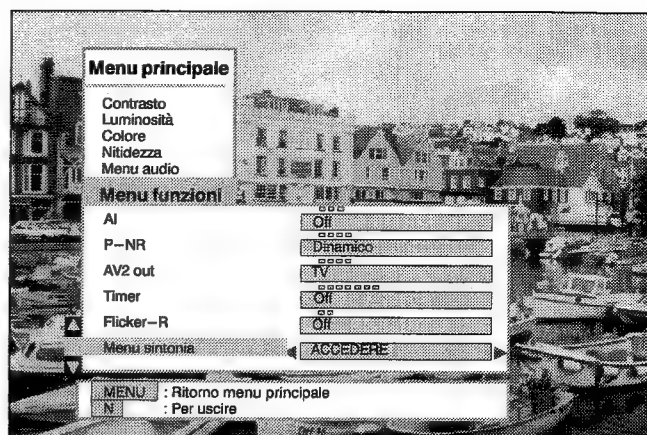 Menu principale
Contrasto
Luminosità
Colore
Nitidezza
Menu audio
Menu funzioni
AI Off
P-NR Dinamico
AV2 out TV
Timer Off
Flicker-R Off
Menu sintonia ACCEDERE
MENU : Ritorno menu principale
N : Per uscire